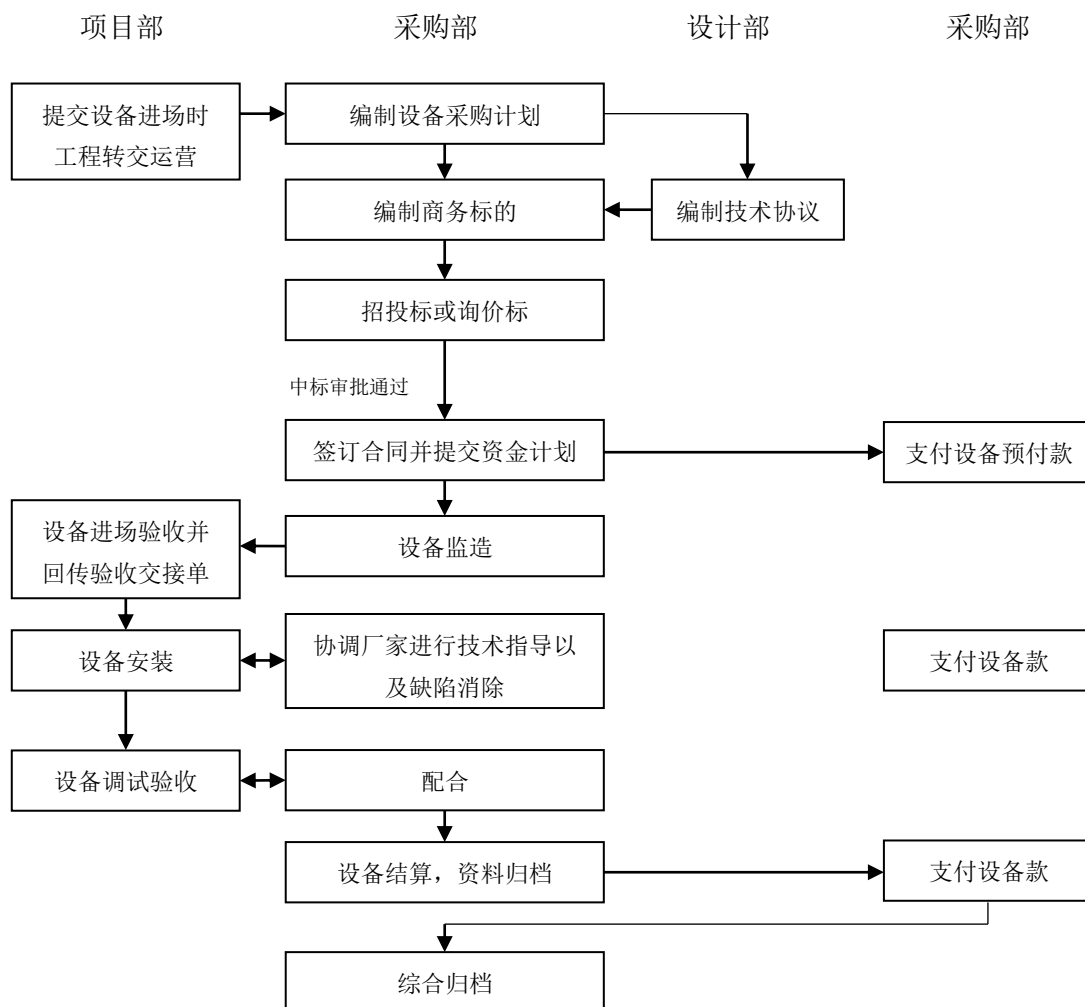 项目部 采购部 设计部 采购部
提交设备进场时
工程转交运营
编制设备采购计划
编制商务标的
编制技术协议
招投标或询价标
中标审批通过
签订合同并提交资金计划
支付设备预付款
设备进场验收并
回传验收交接单
设备监造
设备安装
协调厂家进行技术指导以
及缺陷消除
支付设备款
设备调试验收
配合
设备结算，资料归档
支付设备款
综合归档